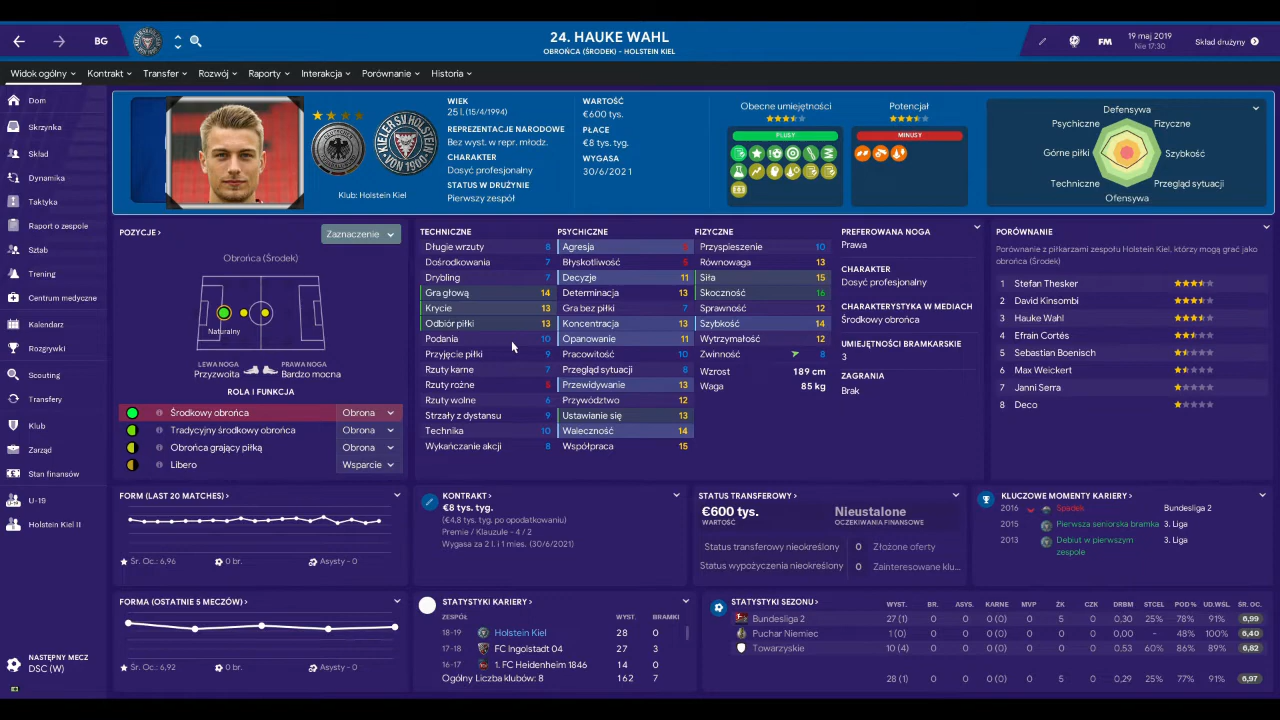 BG
24. HAUKE WAHL
OBROŃCA (ŚRODEK) - HOLSTEIN KIEL
FM
19 maj 2019
Nie 17:30
Skład drużyny
Widok ogólny
Kontrakt
Transfer
Rozwój
Raporty
Interakcja
Porównanie
Historia
Dom
Skrzynka
Skład
Dynamika
Taktyka
Raport o zespole
Sztab
Trening
Centrum medyczne
Kalendarz
Rozgrywki
Scouting
Transfery
Klub
Zarząd
Stan finansów
U-19
Holstein Kiel II
NASTĘPNY MECZ
DSC (W)
KIELER SV HOLSTEIN
VON 1900
Klub: Holstein Kiel
WIEK
25 l. (15/4/1994)
REPREZENTACJE NARODOWE
Bez wyst. w repr. młodz.
CHARAKTER
Dosyć profesjonalny
STATUS W DRUŻYNIE
Pierwszy zespół
WARTOŚĆ
€600 tys.
PŁACE
€8 tys. tyg.
WYGASA
30/6/2021
Obecne umiejętności
PLUSY
Potencjał
MINUSY
Defensywa
Psychiczne
Fizyczne
Górne piłki
Szybkość
Techniczne
Przegląd sytuacji
Ofensywa
POZYCJE >
Zaznaczenie
Obrońca (Środek)
Naturalny
LEWA NOGA
Przyzwoita
PRAWA NOGA
Bardzo mocna
ROLA I FUNKCJA
Środkowy obrońca Obrona
Tradycyjny środkowy obrońca Obrona
Obrońca grający piłką Obrona
Libero Wsparcie
TECHNICZNE
Długie wrzuty 8
Dośrodkowania 7
Drybling 7
Gra głową 14
Krycie 13
Odbiór piłki 13
Podania 10
Przyjęcie piłki 9
Rzuty karne 7
Rzuty rożne 5
Rzuty wolne 6
Strzały z dystansu 9
Technika 10
Wykańczanie akcji 8
PSYCHICZNE
Agresja
Błyskotliwość 5
Decyzje 11
Determinacja 13
Gra bez piłki 7
Koncentracja 13
Opanowanie 11
Pracowitość 10
Przegląd sytuacji 8
Przewidywanie 13
Przywództwo 12
Ustawianie się 13
Waleczność 14
Współpraca 15
FIZYCZNE
Przyspieszenie 10
Równowaga 13
Siła 15
Skoczność 16
Sprawność 12
Szybkość 14
Wytrzymałość 12
Zwinność 8
Wzrost 189 cm
Waga 85 kg
PREFEROWANA NOGA
Prawa
CHARAKTER
Dosyć profesjonalny
CHARAKTERYSTYKA W MEDIACH
Środkowy obrońca
UMIEJĘTNOŚCI BRAMKARSKIE
3
ZAGRANIA
Brak
PORÓWNANIE
Porównanie z piłkarzami zespołu Holstein Kiel, którzy mogą grać jako
obrońca (Środek)
1 Stefan Thesker
2 David Kinsombi
3 Hauke Wahl
4 Efrain Cortés
5 Sebastian Boenisch
6 Max Weickert
7 Janni Serra
8 Deco
FORM (LAST 20 MATCHES) >
Śr. Oc.: 6,96
0 br.
Asysty - 0
KONTRAKT >
€8 tys. tyg.
(€4,8 tys. tyg. po opodatkowaniu)
Premie / Klauzule - 4 / 2
Wygasa za 2 l. i 1 mies. (30/6/2021)
STATUS TRANSFEROWY >
€600 tys.
WARTOŚĆ
Nieustalone
OCZEKIWANIA FINANSOWE
Status transferowy nieokreślony
0 Złożone oferty
Status wypożyczenia nieokreślony
0 Zainteresowane klu...
KLUCZOWE MOMENTY KARIERY >
2016 Spadek Bundesliga 2
2015 Pierwsza seniorska bramka 3. Liga
2013 Debiut w pierwszym zespole 3. Liga
FORMA (OSTATNIE 5 MECZÓW) >
Śr. Oc.: 6,92
0 br.
Asysty - 0
STATYSTYKI KARIERY >
ZESPÓŁ WYST. BRAMKI
18-19 Holstein Kiel 28 0
17-18 FC Ingolstadt 04 27 3
16-17 1. FC Heidenheim 1846 14 0
Ogólny Liczba klubów: 8 162 7
STATYSTYKI SEZONU >
WYST. BR. ASYS. KARNE MVP ŻK CZK DRBM STCEL POD % UD.WŚL ŚR. OC.
Bundesliga 2 27 (1) 0 0 0 (0) 0 5 0 0,30 25% 78% 91% 6,99
Puchar Niemiec 1 (0) 0 0 0 (0) 0 0 0 0,00 - 48% 100% 6,40
Towarzyskie 10 (4) 0 0 0 (0) 0 0 0 0,53 60% 86% 89% 6,82
28 (1) 0 0 0 (0) 0 5 0 0,29 25% 77% 91% 6,97